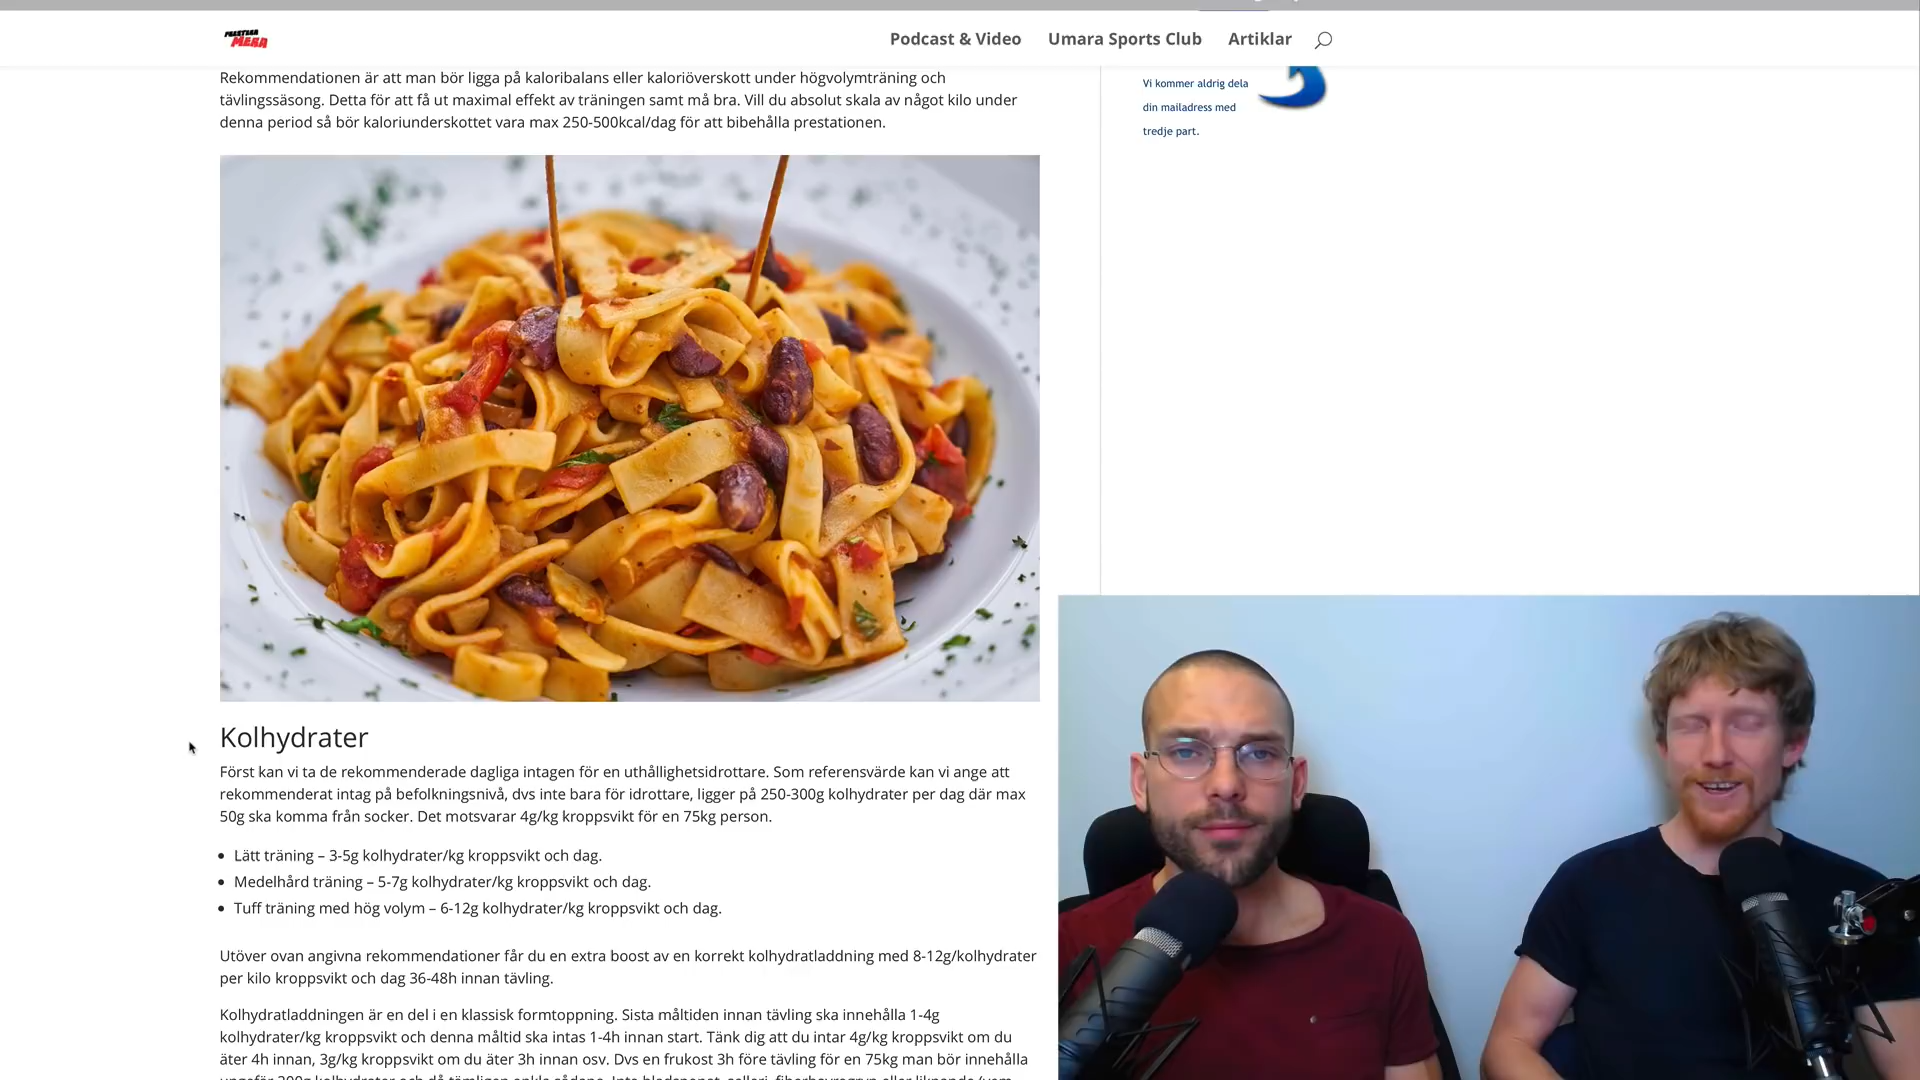 PRESTERA
MERA
Podcast & Video
Umara Sports Club
Artiklar
Rekommendationen är att man bör ligga på kaloribalans eller kaloriöverskott under högvolymträning och
tävlingssäsong. Detta för att få ut maximal effekt av träningen samt må bra. Vill du absolut skala av något kilo under
denna period så bör kaloriunderskottet vara max 250-500kcal/dag för att bibehålla prestationen.
Vi kommer aldrig dela
din mailadress med
tredje part.
Kolhydrater
Först kan vi ta de rekommenderade dagliga intagen för en uthållighetsidrottare. Som referensvärde kan vi ange att
rekommenderat intag på befolkningsnivå, dvs inte bara för idrottare, ligger på 250-300g kolhydrater per dag där max
50g ska komma från socker. Det motsvarar 4g/kg kroppsvikt för en 75kg person.
Lätt träning – 3-5g kolhydrater/kg kroppsvikt och dag.
Medelhård träning – 5-7g kolhydrater/kg kroppsvikt och dag.
Tuff träning med hög volym – 6-12g kolhydrater/kg kroppsvikt och dag.
Utöver ovan angivna rekommendationer får du en extra boost av en korrekt kolhydratladdning med 8-12g/kolhydrater
per kilo kroppsvikt och dag 36-48h innan tävling.
Kolhydratladdningen är en del i en klassisk formtoppning. Sista måltiden innan tävling ska innehålla 1-4g
kolhydrater/kg kroppsvikt och denna måltid ska intas 1-4h innan start. Tänk dig att du intar 4g/kg kroppsvikt om du
äter 4h innan, 3g/kg kroppsvikt om du äter 3h innan osv. Dvs en frukost 3h före tävling för en 75kg man bör innehålla